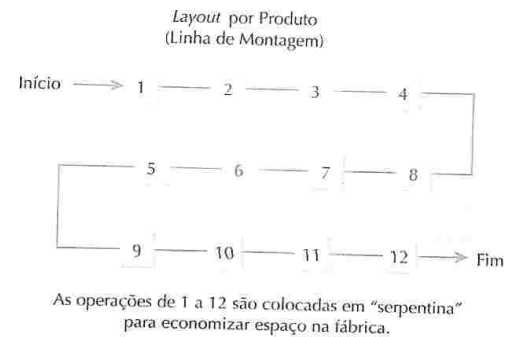 Layout por Produto
(Linha de Montagem)
Início 1 2 3 4
5 6 7 8
9 10 11 12 Fim
As operações de 1 a 12 são colocadas em “serpentina”
para economizar espaço na fábrica.